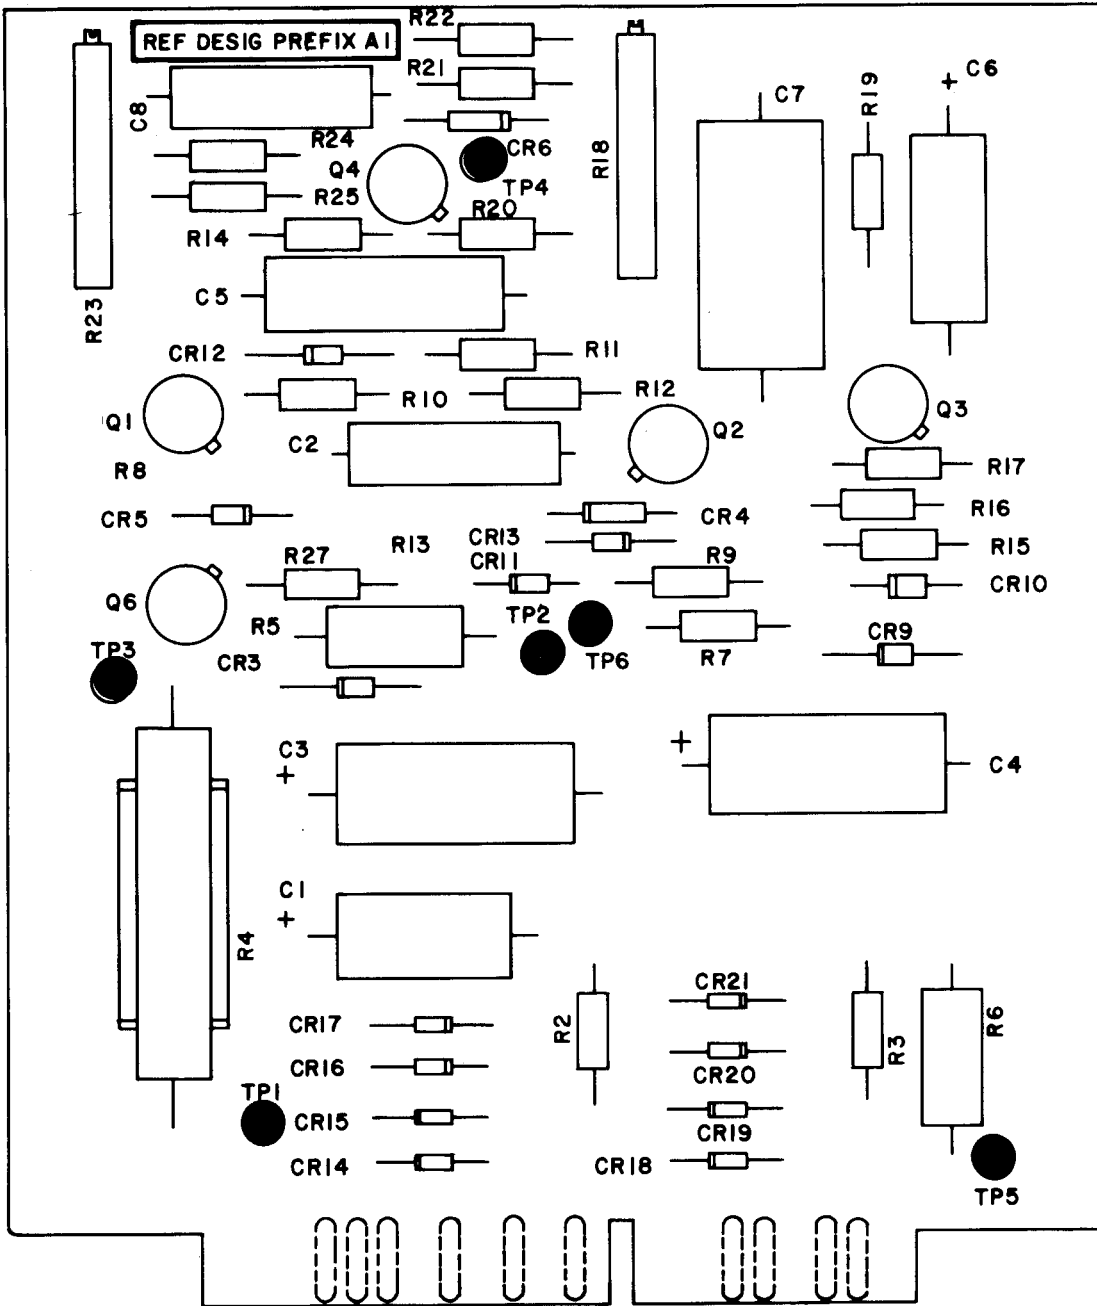 R22
REF DESIG PREFIX A1
R21
C8
R24
CR6
Q4
TP4
R25
R20
R14
R18
C7
R19
+ C6
C5
R23
CR12
R11
R10
R12
Q1
C2
Q2
Q3
R8
R17
CR5
CR4
R16
R13
CR13
R15
CR11
R27
R9
CR10
Q6
R5
TP2
TP3
CR3
TP6
R7
CR9
C3
+
+
C4
C1
+
R4
CR21
CR17
R2
R3
R6
CR16
CR20
TP1
CR15
CR19
CR14
CR18
TP5